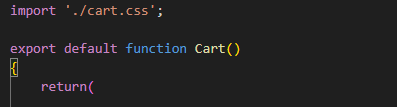 import './cart.css';
export default function Cart()
{
    return(